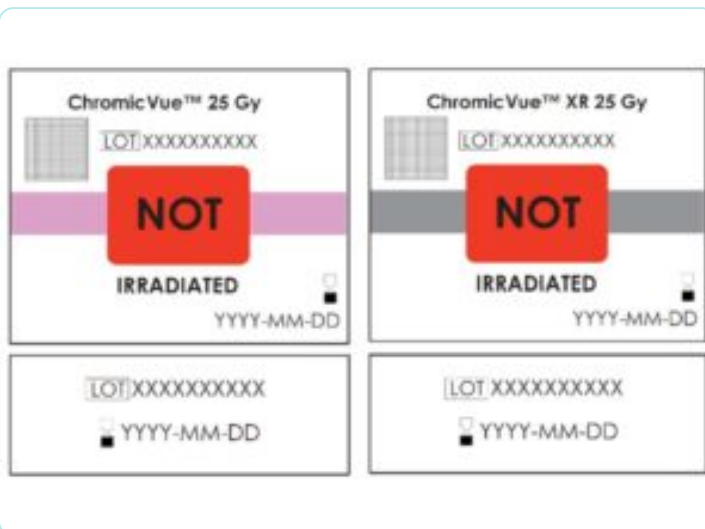 ChromicVue™ 25 Gy
LOT XXXXXXXXXX
NOT
IRRADIATED
YYYY-MM-DD
LOT XXXXXXXXXX
YYYY-MM-DD
ChromicVue™ XR 25 Gy
LOT XXXXXXXXXX
NOT
IRRADIATED
YYYY-MM-DD
LOT XXXXXXXXXX
YYYY-MM-DD